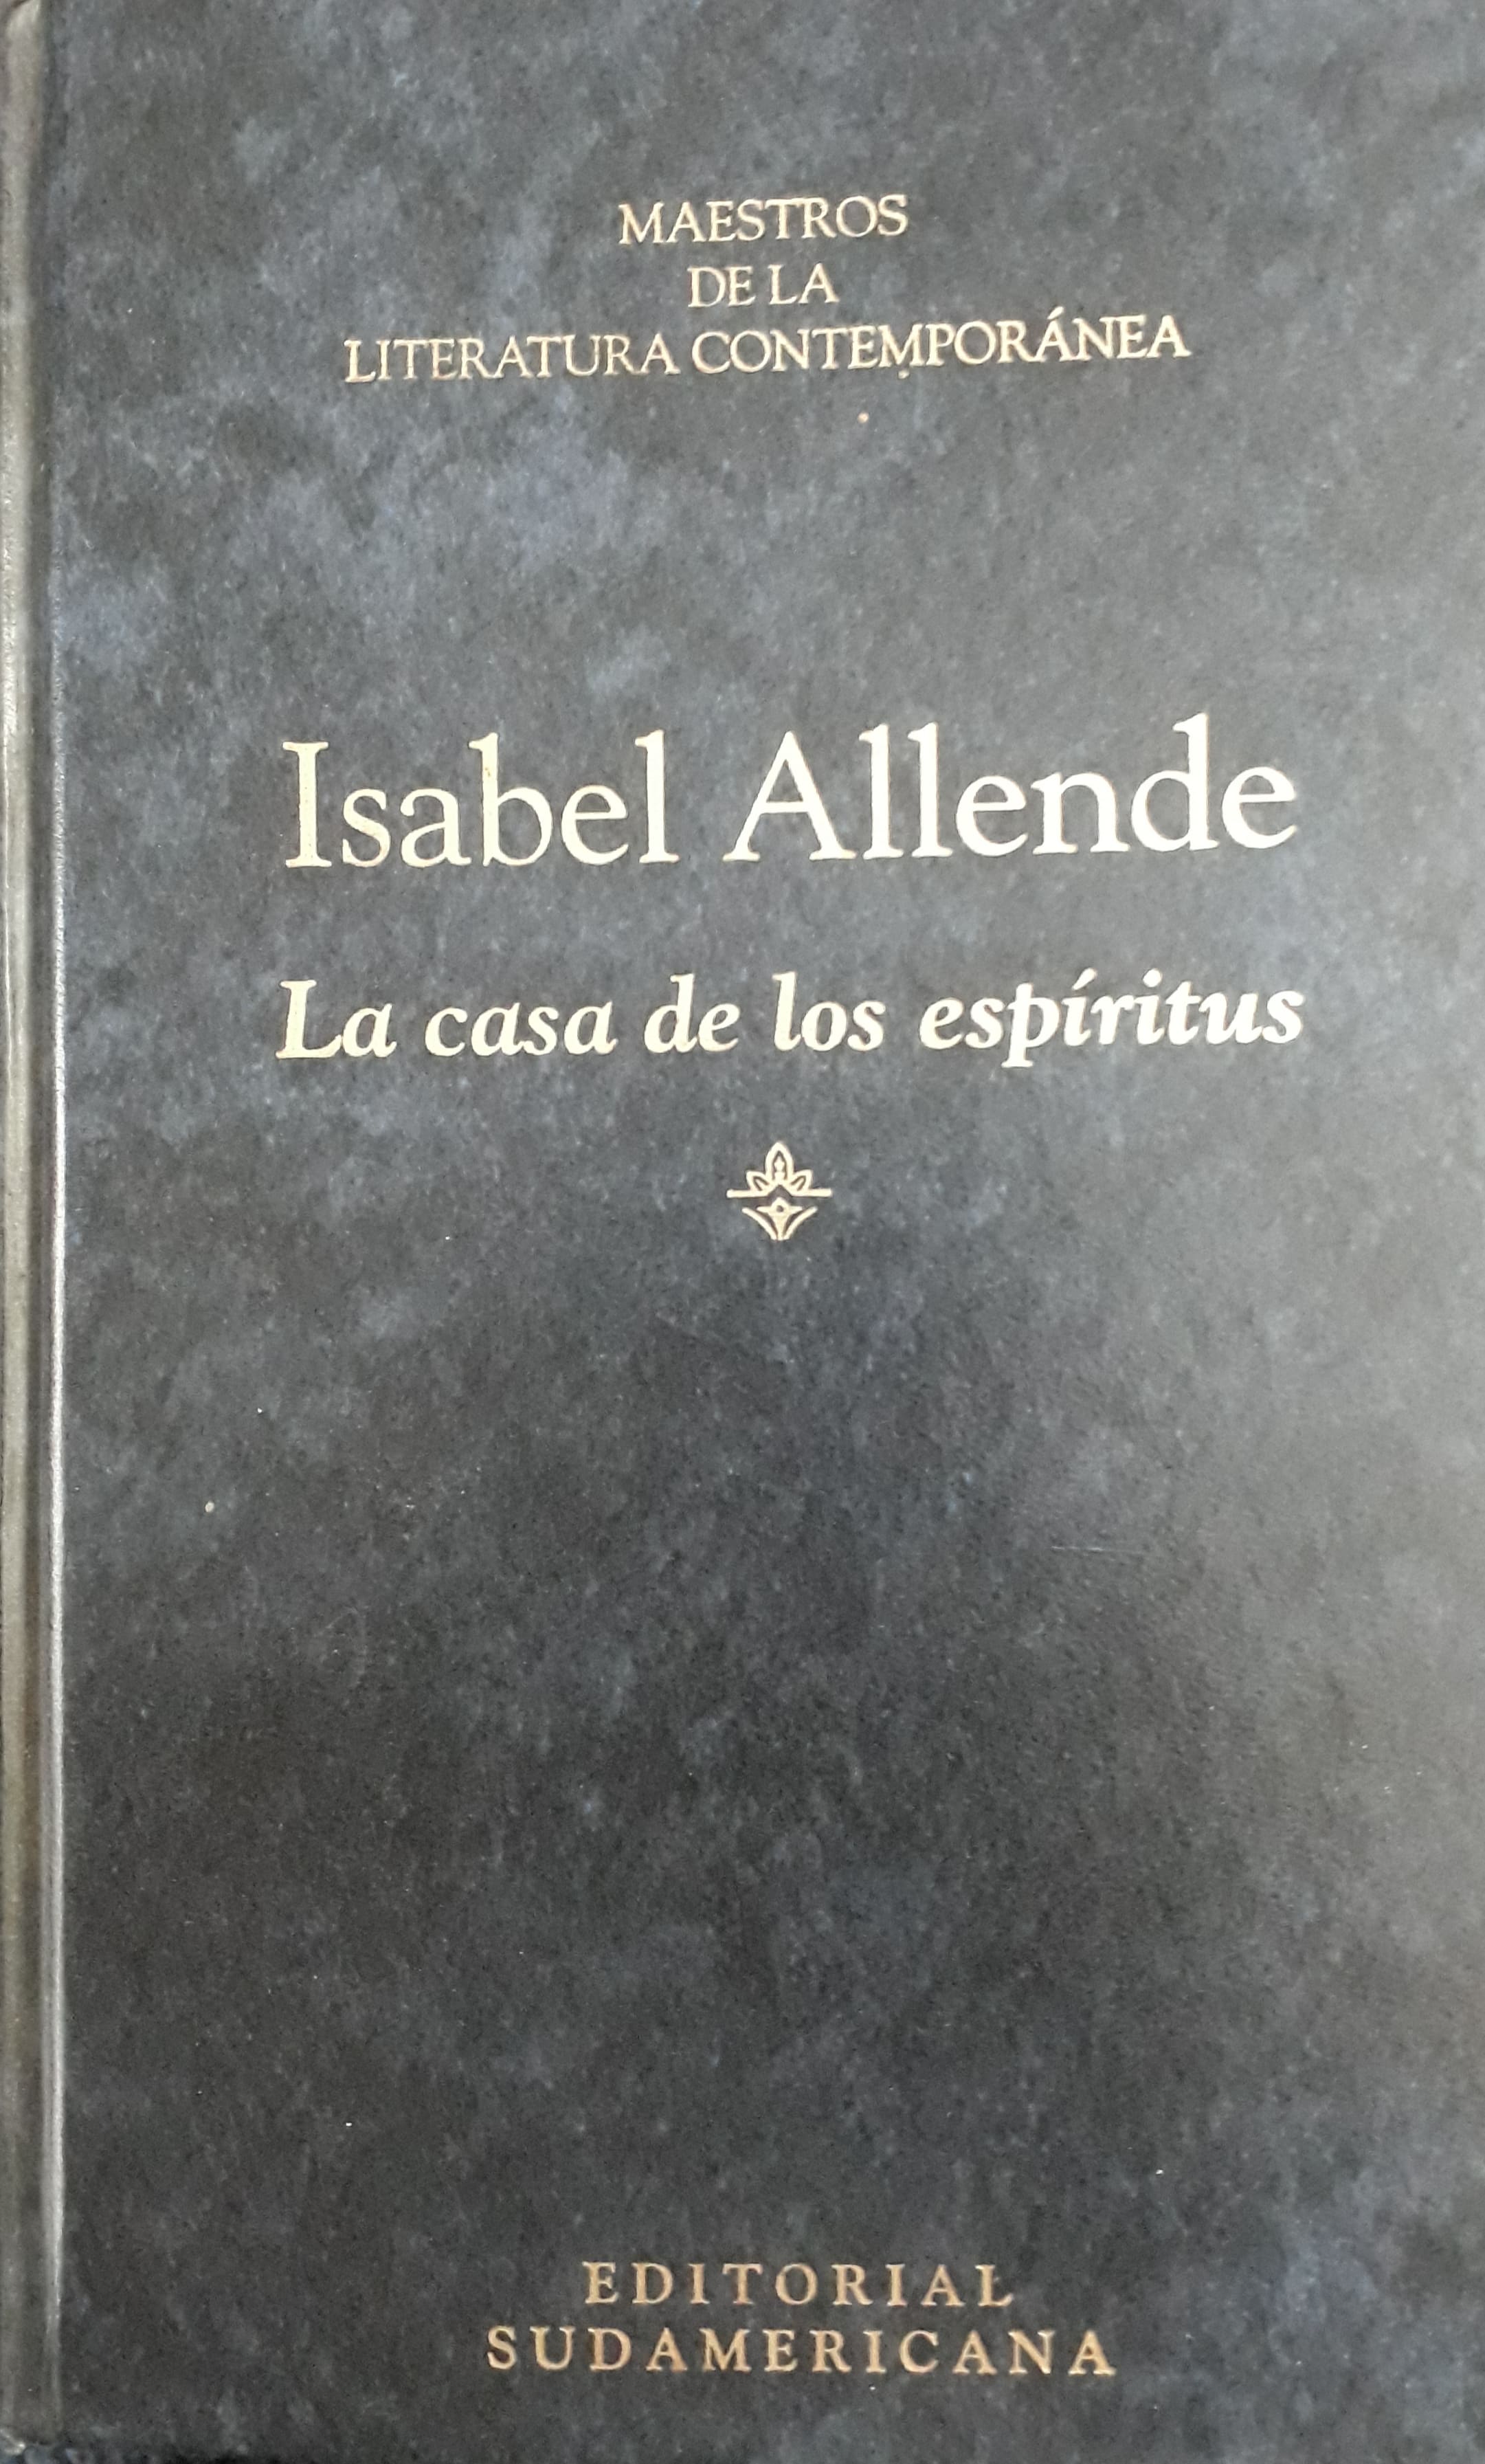 MAESTROS
DE LA
LITERATURA CONTEMPORÁNEA
Isabel Allende
La casa de los espíritus
EDITORIAL
SUDAMERICANA